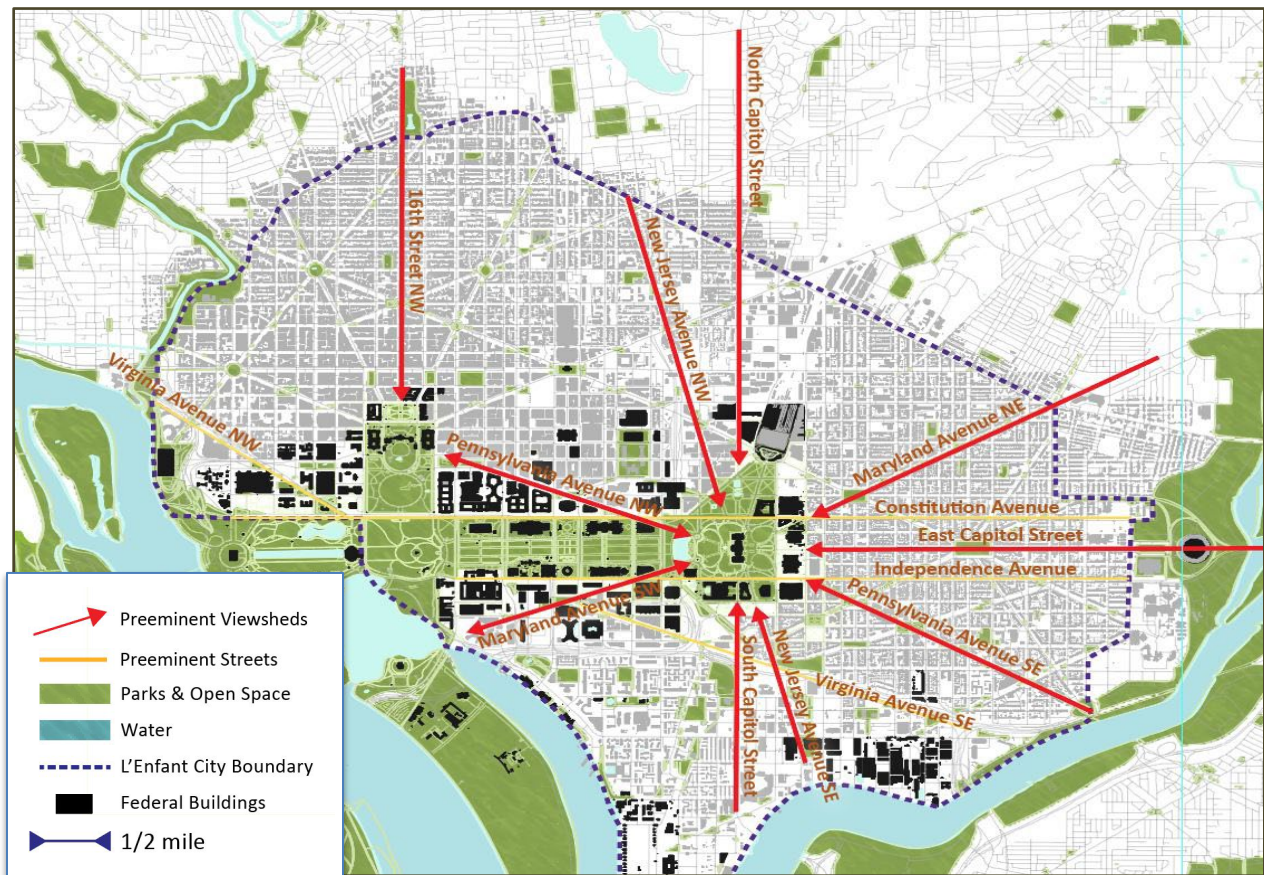 North Capitol Street
16th Street NW
New Jersey Avenue NW
Virginia Avenue NW
Maryland Avenue NE
Pennsylvania Avenue NW
Constitution Avenue
East Capitol Street
Independence Avenue
Pennsylvania Avenue SE
Maryland Avenue SW
South Capitol Street
New Jersey Avenue SE
Virginia Avenue SE
Preeminent Viewsheds
Preeminent Streets
Parks & Open Space
Water
L'Enfant City Boundary
Federal Buildings
1/2 mile